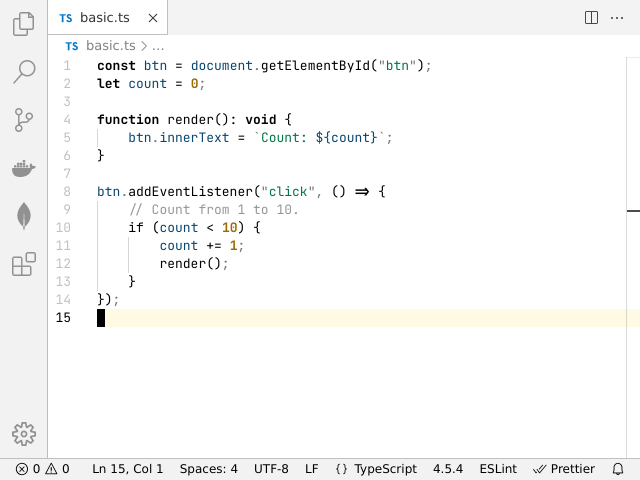 TS basic.ts
TS basic.ts > ...
1 const btn = document.getElementById("btn");
2 let count = 0;
3
4 function render(): void {
5     btn.innerText = `Count: ${count}`;
6 }
7
8 btn.addEventListener("click", () => {
9     // Count from 1 to 10.
10     if (count < 10) {
11         count += 1;
12         render();
13     }
14 });
15
0 0 Ln 15, Col 1 Spaces: 4 UTF-8 LF {} TypeScript 4.5.4 ESLint Prettier